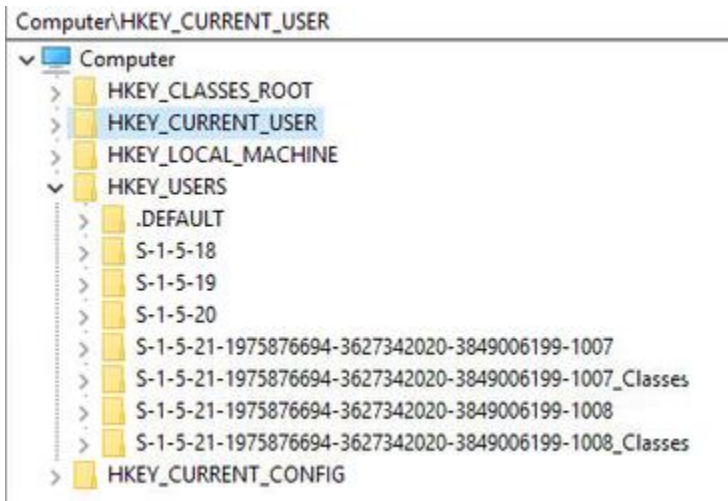 Computer\HKEY_CURRENT_USER
Computer
HKEY_CLASSES_ROOT
HKEY_CURRENT_USER
HKEY_LOCAL_MACHINE
HKEY_USERS
.DEFAULT
S-1-5-18
S-1-5-19
S-1-5-20
S-1-5-21-1975876694-3627342020-3849006199-1007
S-1-5-21-1975876694-3627342020-3849006199-1007_Classes
S-1-5-21-1975876694-3627342020-3849006199-1008
S-1-5-21-1975876694-3627342020-3849006199-1008_Classes
HKEY_CURRENT_CONFIG